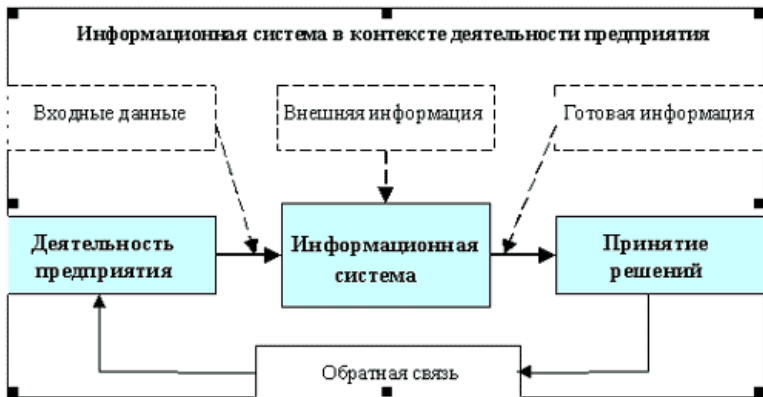 Информационная система в контексте деятельности предприятия
Входные данные
Внешняя информация
Готовая информация
Деятельность
предприятия
Информационная
система
Принятие
решений
Обратная связь